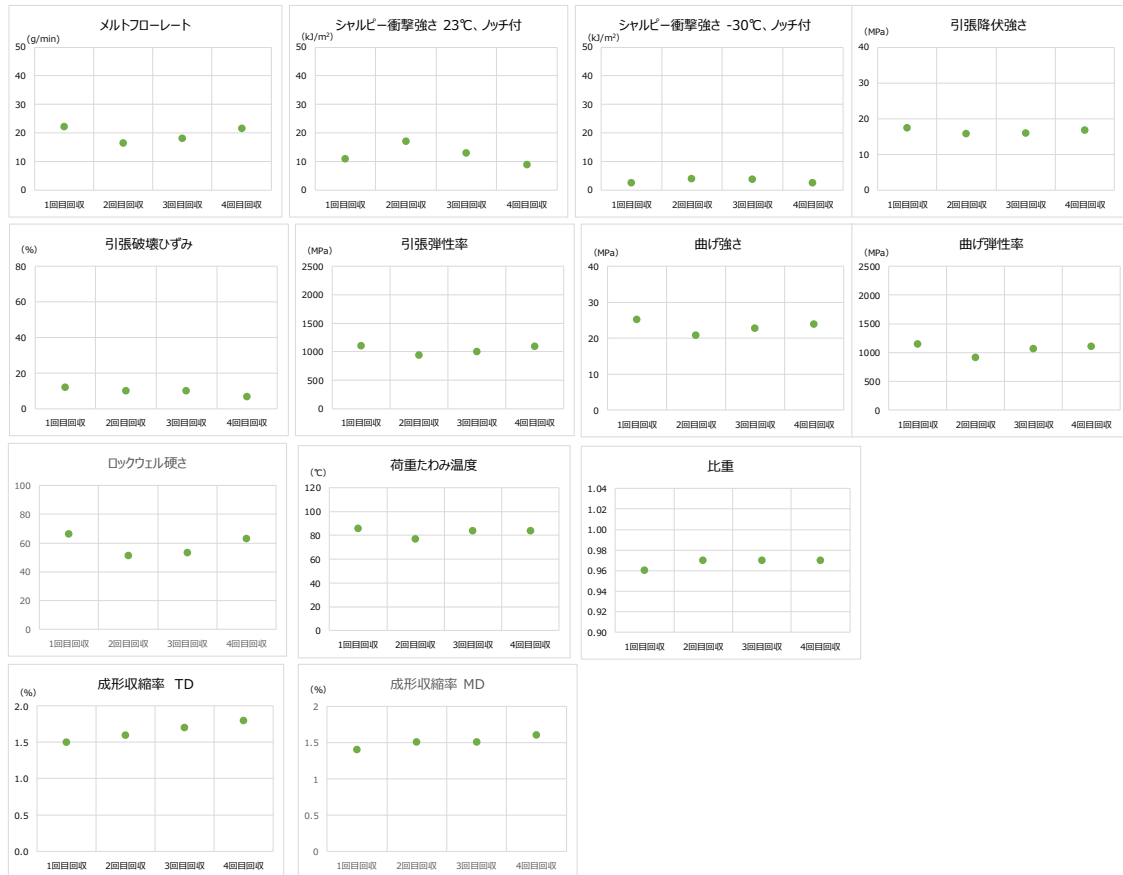 メルトフローレート
(g/min)
50
40
30
20
10
0
1回目回収 2回目回収 3回目回収 4回目回収
シャルピー衝撃強さ 23℃、ノッチ付
(kJ/m²)
50
40
30
20
10
0
1回目回収 2回目回収 3回目回収 4回目回収
シャルピー衝撃強さ -30℃、ノッチ付
(kJ/m²)
50
40
30
20
10
0
1回目回収 2回目回収 3回目回収 4回目回収
引張降伏強さ
(MPa)
40
30
20
10
0
1回目回収 2回目回収 3回目回収 4回目回収
引張破壊ひずみ
(%)
80
60
40
20
0
1回目回収 2回目回収 3回目回収 4回目回収
引張弾性率
(MPa)
2500
2000
1500
1000
500
0
1回目回収 2回目回収 3回目回収 4回目回収
曲げ強さ
(MPa)
40
30
20
10
0
1回目回収 2回目回収 3回目回収 4回目回収
曲げ弾性率
(MPa)
2500
2000
1500
1000
500
0
1回目回収 2回目回収 3回目回収 4回目回収
ロックウェル硬さ
100
80
60
40
20
0
1回目回収 2回目回収 3回目回収 4回目回収
荷重たわみ温度
(℃)
120
100
80
60
40
20
0
1回目回収 2回目回収 3回目回収 4回目回収
比重
1.04
1.02
1.00
0.98
0.96
0.94
0.92
0.90
1回目回収 2回目回収 3回目回収 4回目回収
成形収縮率 TD
(%)
2.0
1.5
1.0
0.5
0.0
1回目回収 2回目回収 3回目回収 4回目回収
成形収縮率 MD
(%)
2
1.5
1
0.5
0
1回目回収 2回目回収 3回目回収 4回目回収